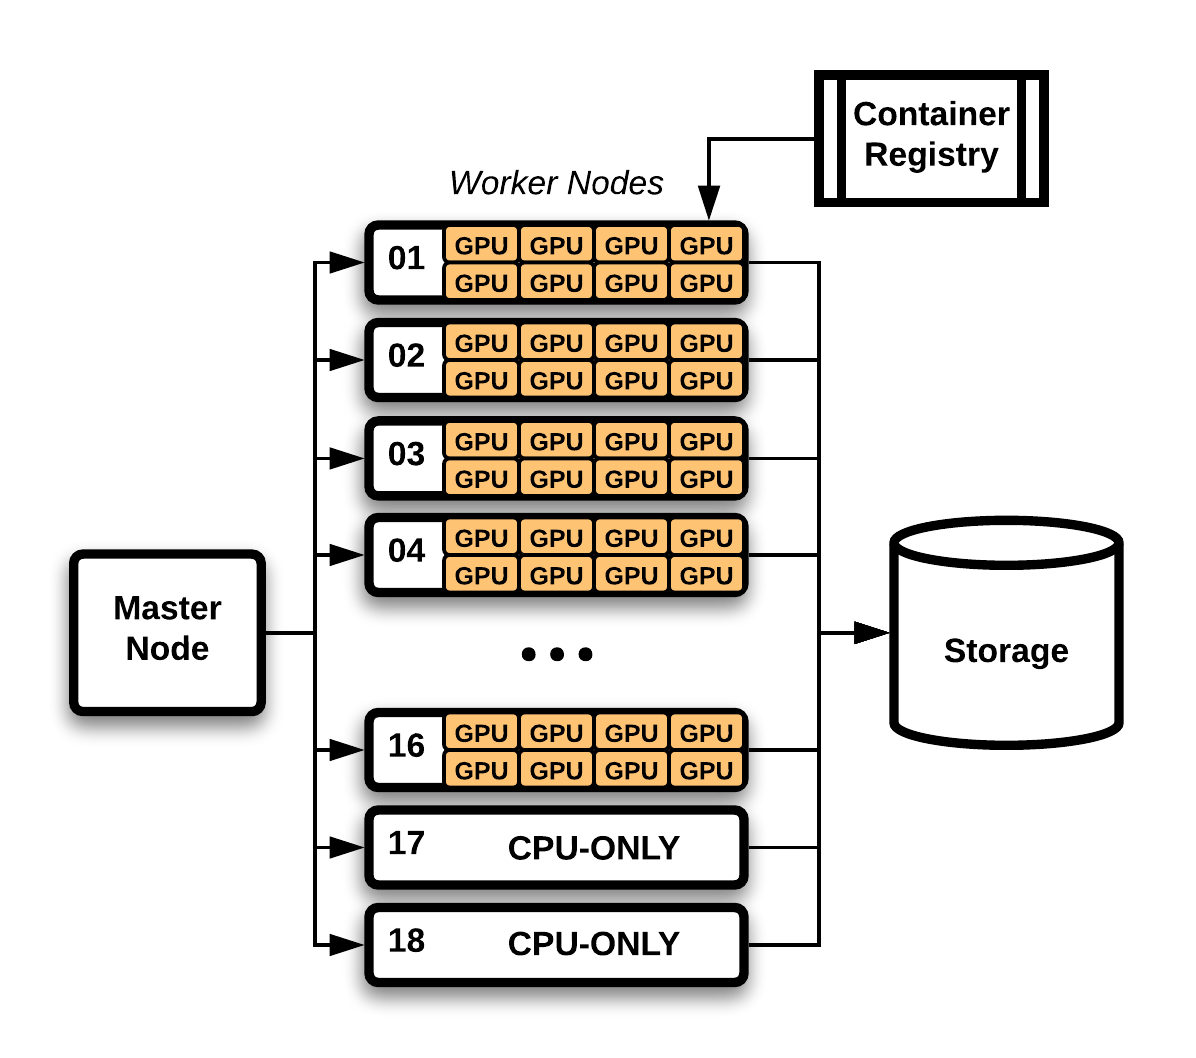 Container
Registry
Worker Nodes
01 GPU GPU GPU GPU
GPU GPU GPU GPU
02 GPU GPU GPU GPU
GPU GPU GPU GPU
03 GPU GPU GPU GPU
GPU GPU GPU GPU
04 GPU GPU GPU GPU
GPU GPU GPU GPU
Master
Node
Storage
•••
16 GPU GPU GPU GPU
GPU GPU GPU GPU
17 CPU-ONLY
18 CPU-ONLY